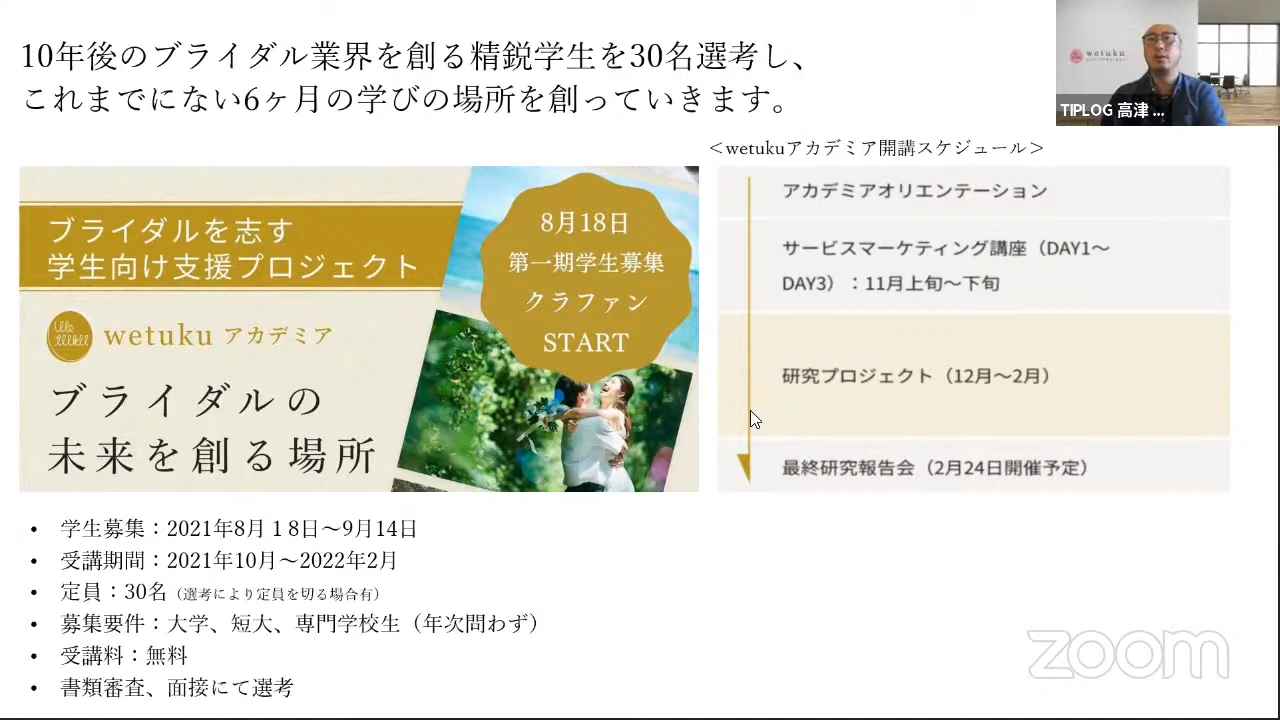 10年後のブライダル業界を創る精鋭学生を30名選考し、
これまでにない6ヶ月の学びの場所を創っていきます。
wetuku
TIPLOG 高津 ...
＜wetukuアカデミア開講スケジュール＞
ブライダルを志す
学生向け支援プロジェクト
8月18日
第一期学生募集
クラファン
START
wetuku アカデミア
ブライダルの
未来を創る場所
アカデミアオリエンテーション
サービスマーケティング講座（DAY1～
DAY3）：11月上旬～下旬
研究プロジェクト（12月～2月）
最終研究報告会（2月24日開催予定）
• 学生募集：2021年8月１8日～9月14日
• 受講期間：2021年10月～2022年2月
• 定員：30名（選考により定員を切る場合有）
• 募集要件：大学、短大、専門学校生（年次問わず）
• 受講料：無料
• 書類審査、面接にて選考
zoom